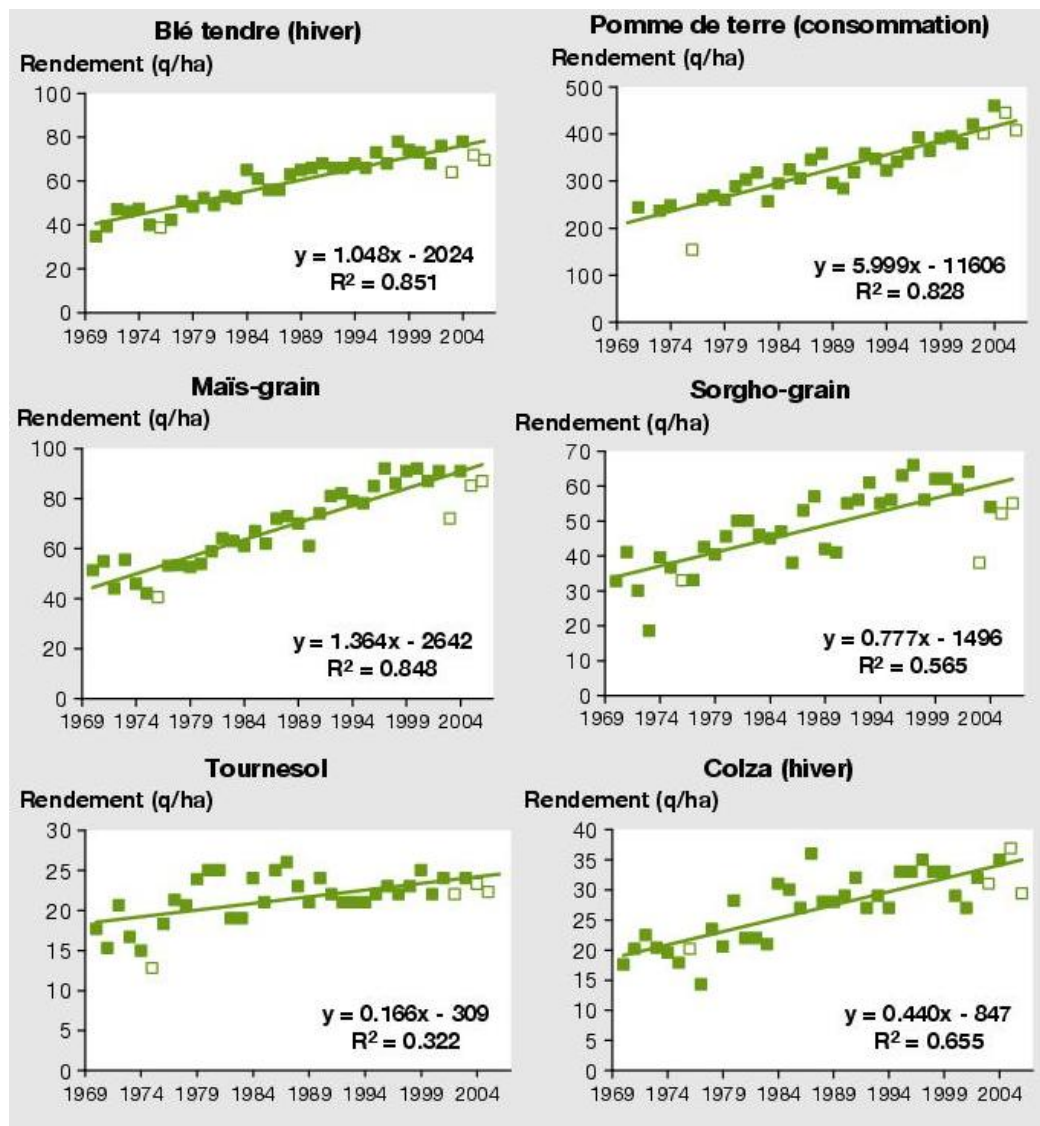 Blé tendre (hiver)
Rendement (q/ha)
100
80
60
40
20
0
1969 1974 1979 1984 1989 1994 1999 2004
y = 1.048x - 2024
R² = 0.851
Pomme de terre (consommation)
Rendement (q/ha)
500
400
300
200
100
0
1969 1974 1979 1984 1989 1994 1999 2004
y = 5.999x - 11606
R² = 0.828
Maïs-grain
Rendement (q/ha)
100
80
60
40
20
0
1969 1974 1979 1984 1989 1994 1999 2004
y = 1.364x - 2642
R² = 0.848
Sorgho-grain
Rendement (q/ha)
70
60
50
40
30
20
10
0
1969 1974 1979 1984 1989 1994 1999 2004
y = 0.777x - 1496
R² = 0.565
Tournesol
Rendement (q/ha)
30
25
20
15
10
5
0
1969 1974 1979 1984 1989 1994 1999 2004
y = 0.166x - 309
R² = 0.322
Colza (hiver)
Rendement (q/ha)
40
35
30
25
20
15
10
5
0
1969 1974 1979 1984 1989 1994 1999 2004
y = 0.440x - 847
R² = 0.655